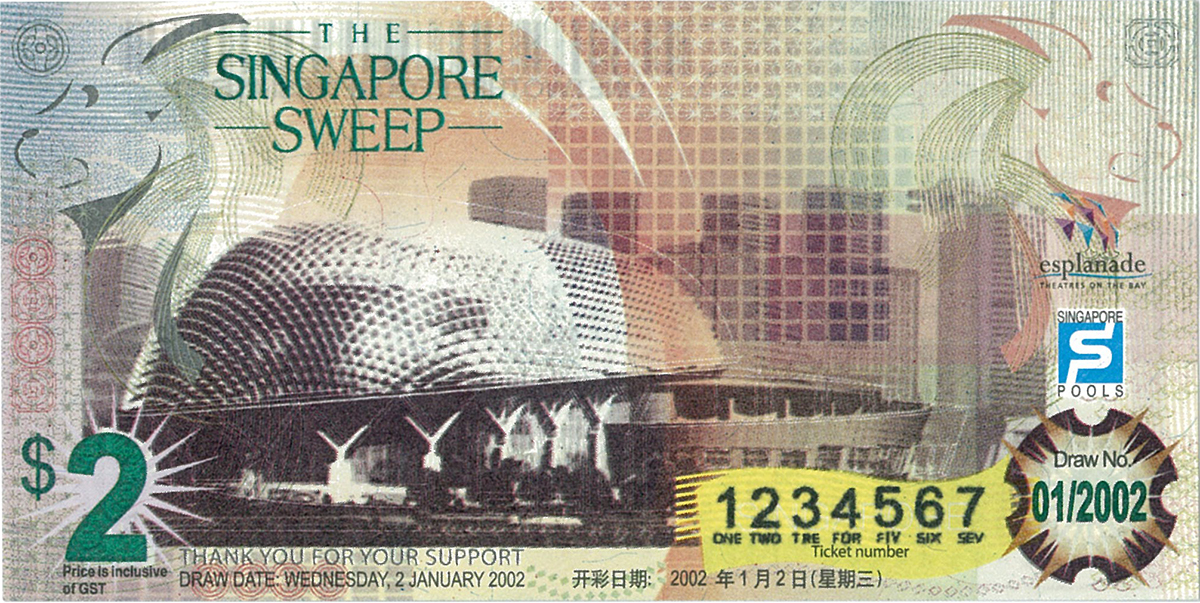 THE
SINGAPORE
SWEEP
esplanade
THEATRES ON THE BAY
SINGAPORE
POOLS
Draw No.
01/2002
1234567
ONE TWO TRE FOR FIV SIX SEV
Ticket number
$2
Price is inclusive
of GST
THANK YOU FOR YOUR SUPPORT
DRAW DATE: WEDNESDAY, 2 JANUARY 2002
开彩日期: 2002 年1月2日(星期三)